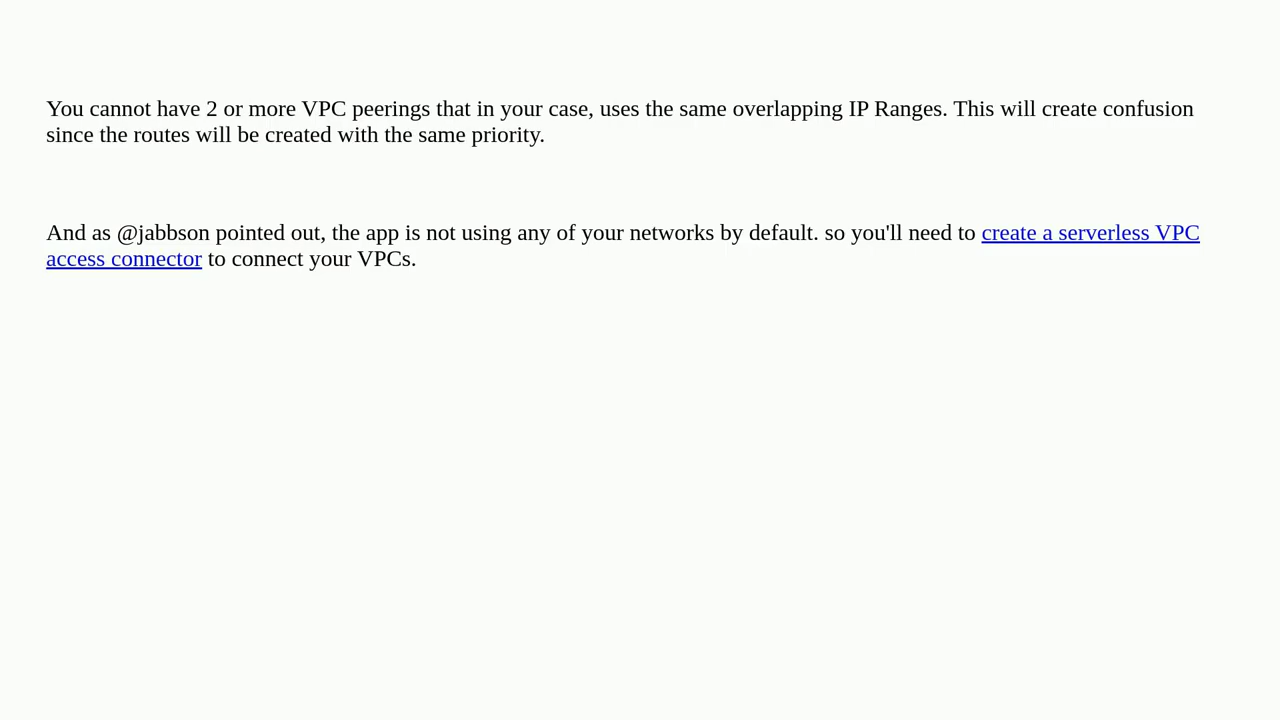 You cannot have 2 or more VPC peerings that in your case, uses the same overlapping IP Ranges. This will create confusion
since the routes will be created with the same priority.
And as @jabbson pointed out, the app is not using any of your networks by default. so you'll need to create a serverless VPC
access connector to connect your VPCs.